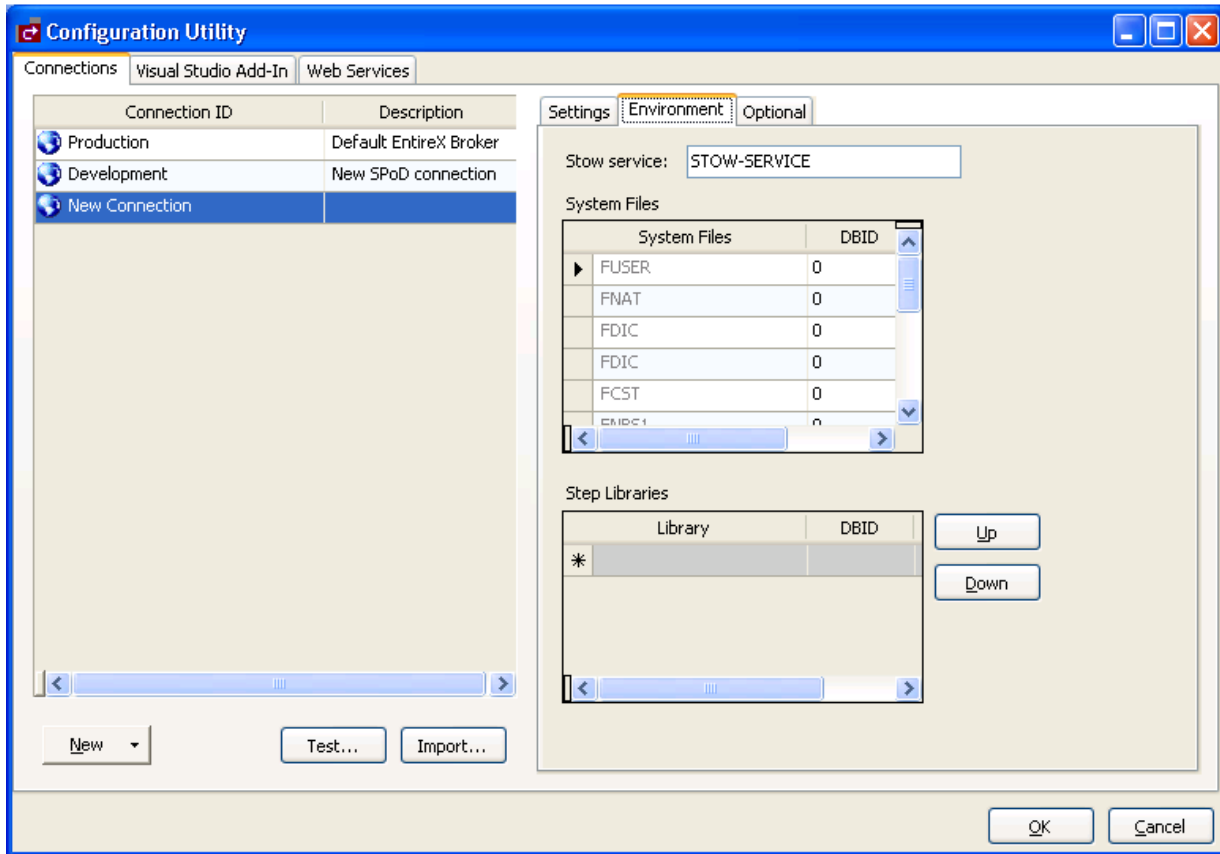 Configuration Utility
Connections Visual Studio Add-In Web Services
Connection ID Description
Production Default EntireX Broker
Development New SPoD connection
New Connection
Settings Environment Optional
Stow service: STOW-SERVICE
System Files
System Files DBID
FUSER 0
FNAT 0
FDIC 0
FDIC 0
FCST 0
Step Libraries
Library DBID
*
Up
Down
New Test... Import...
OK Cancel